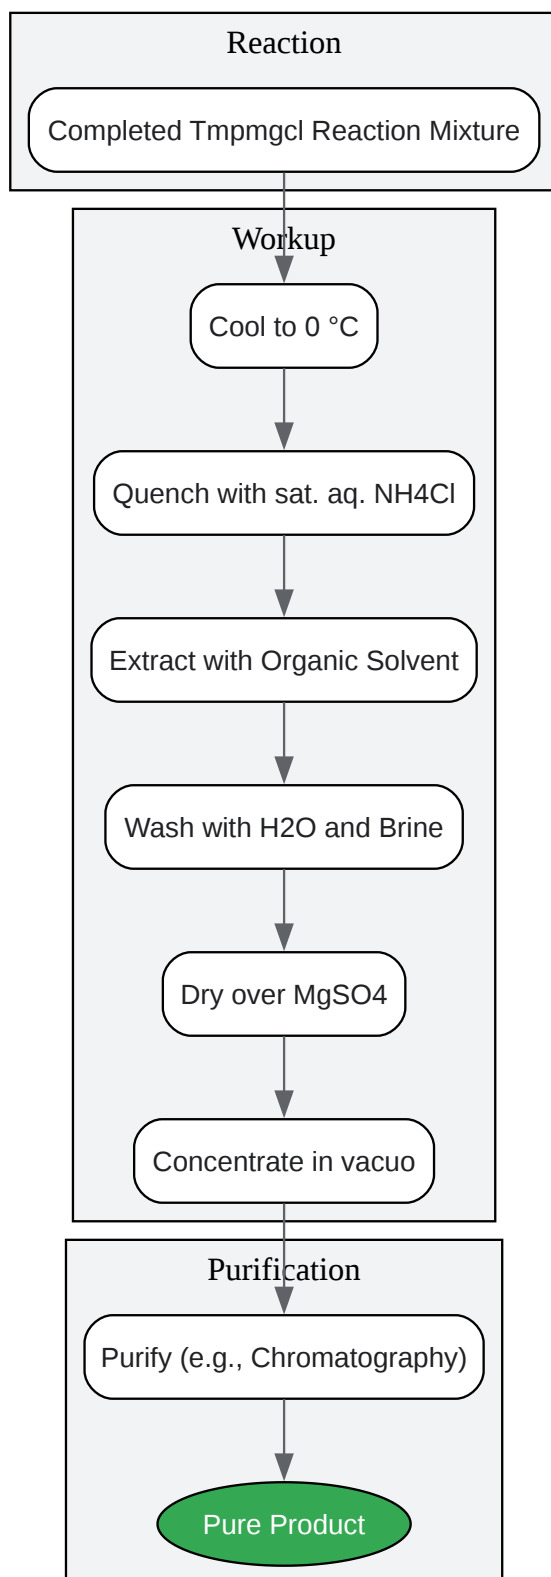 Reaction
Completed Tmpmgcl Reaction Mixture
Workup
Cool to 0 °C
Quench with sat. aq. NH4Cl
Extract with Organic Solvent
Wash with H2O and Brine
Dry over MgSO4
Concentrate in vacuo
Purification
Purify (e.g., Chromatography)
Pure Product